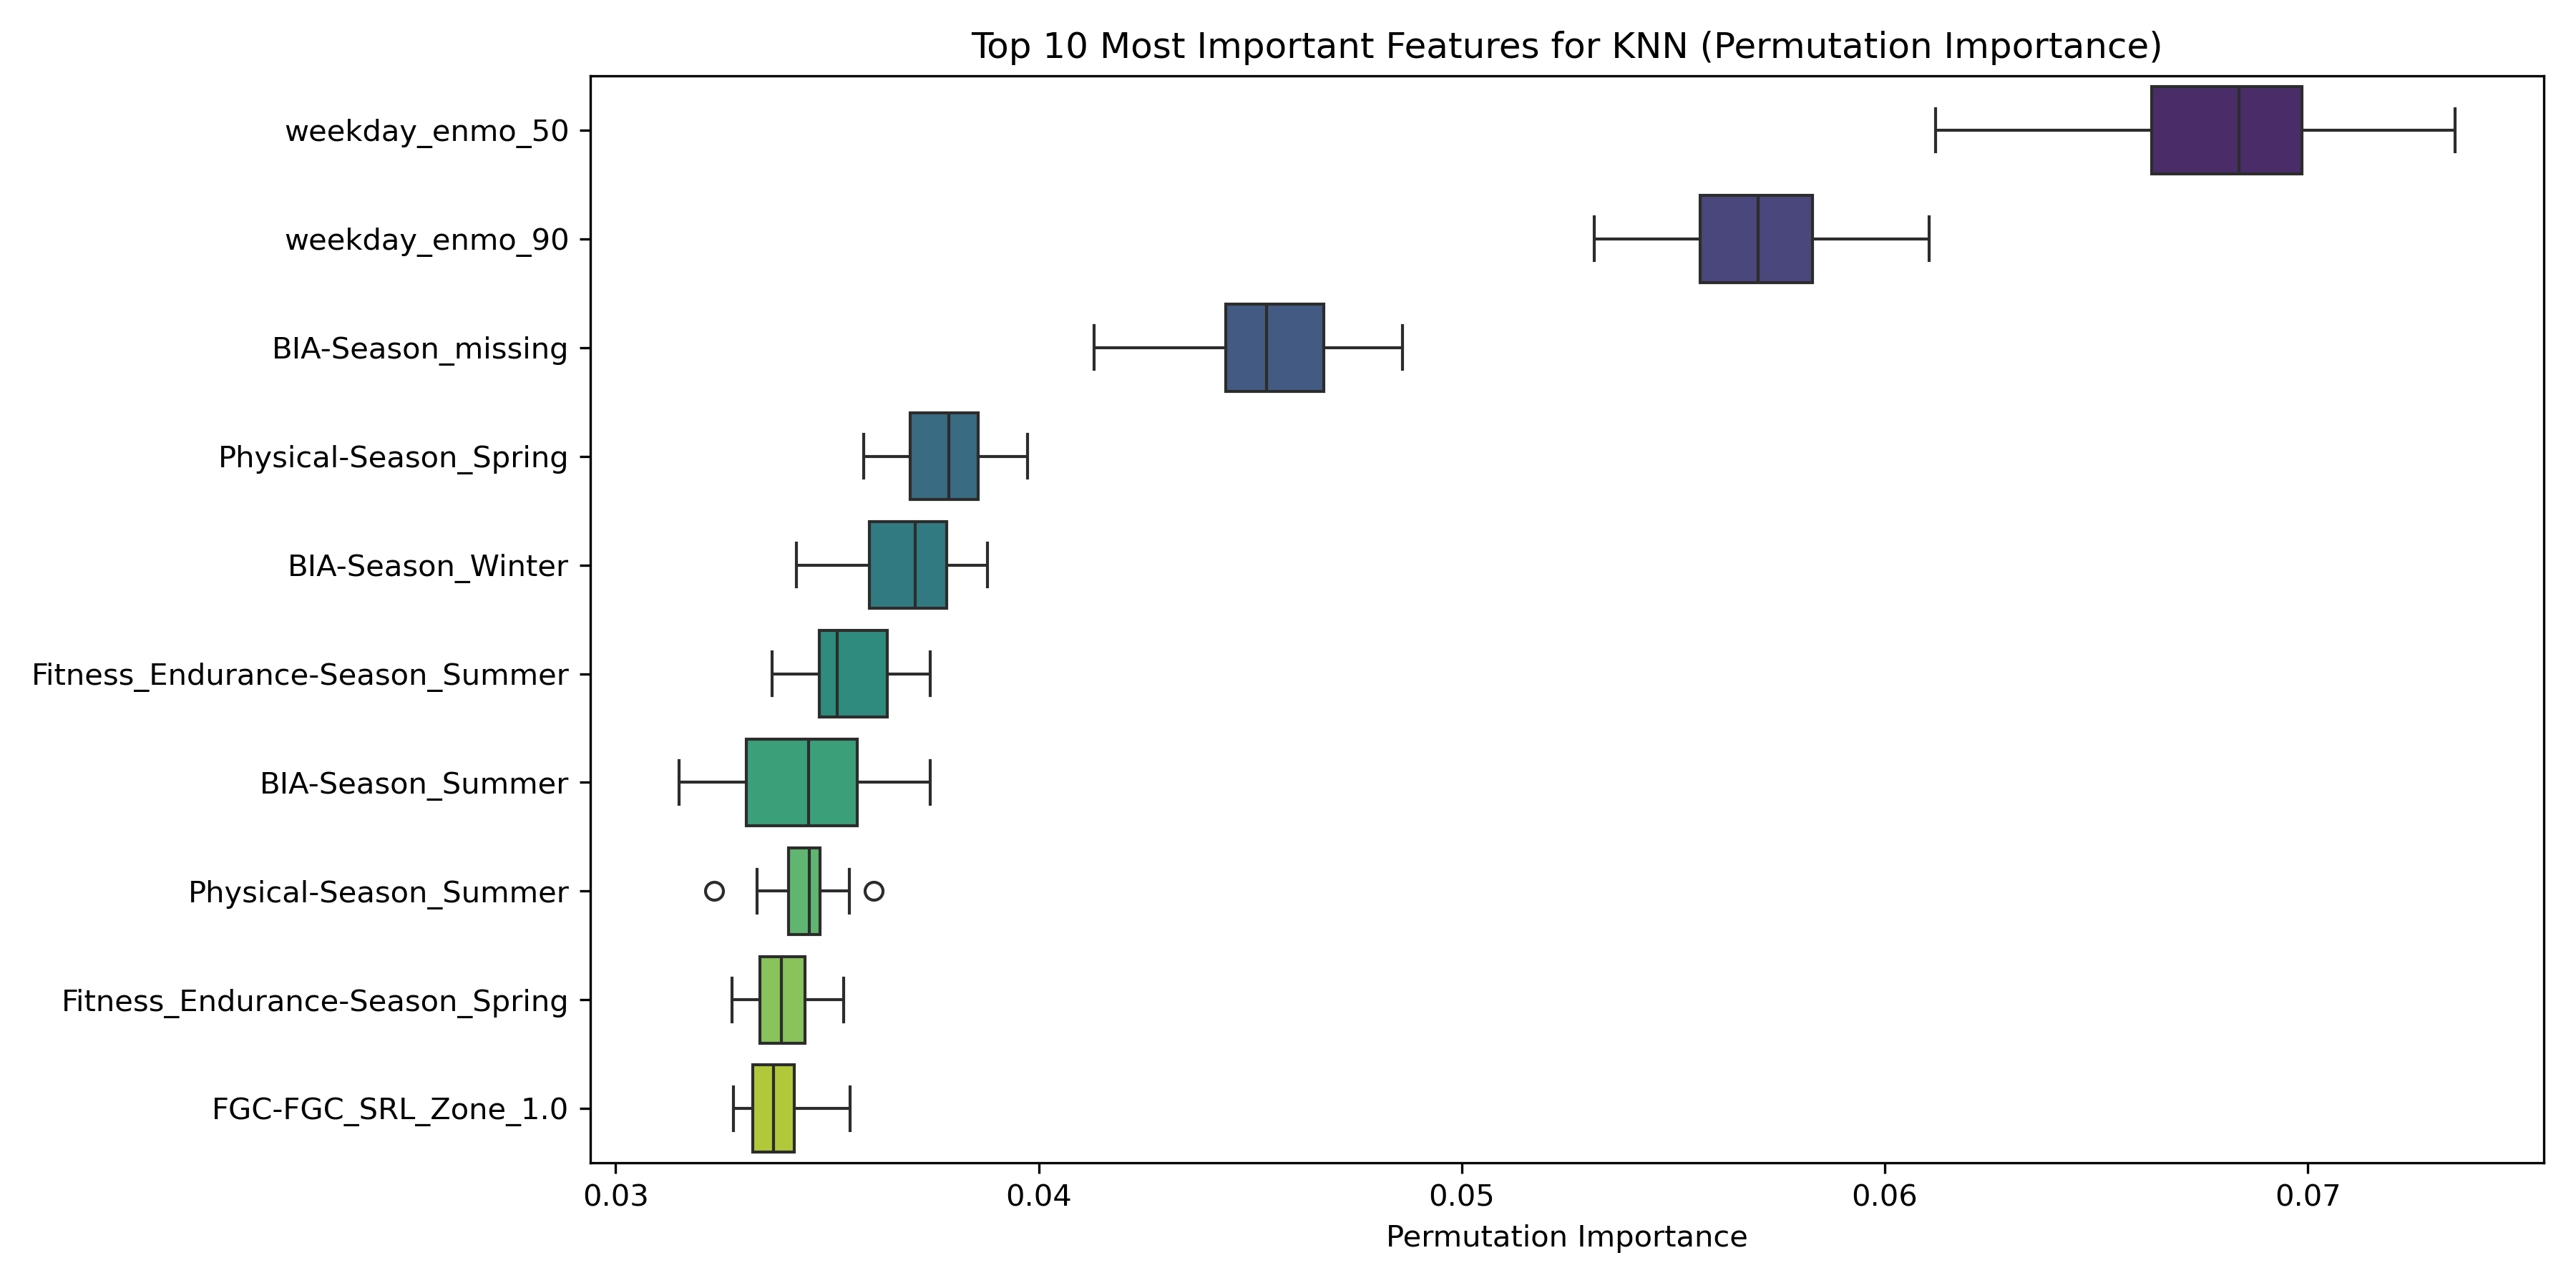 Top 10 Most Important Features for KNN (Permutation Importance)
weekday_enmo_50
weekday_enmo_90
BIA-Season_missing
Physical-Season_Spring
BIA-Season_Winter
Fitness_Endurance-Season_Summer
BIA-Season_Summer
Physical-Season_Summer
Fitness_Endurance-Season_Spring
FGC-FGC_SRL_Zone_1.0
0.03 0.04 0.05 0.06 0.07
Permutation Importance